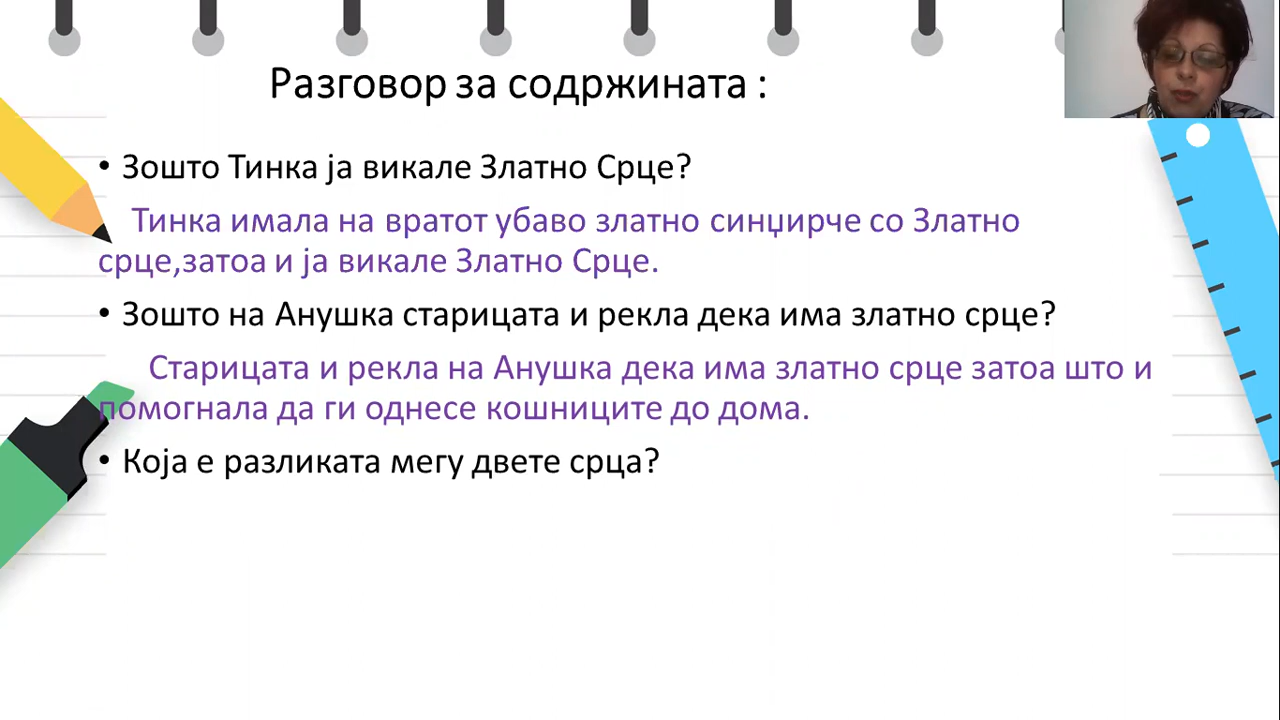 Разговор за содржината :
• Зошто Тинка ја викале Златно Срце?
Тинка имала на вратот убаво златно синџирче со Златно
срце,затоа и ја викале Златно Срце.
• Зошто на Анушка старицата и рекла дека има златно срце?
Старицата и рекла на Анушка дека има златно срце затоа што и
помогнала да ги однесе кошниците до дома.
• Која е разликата мегу двете срца?